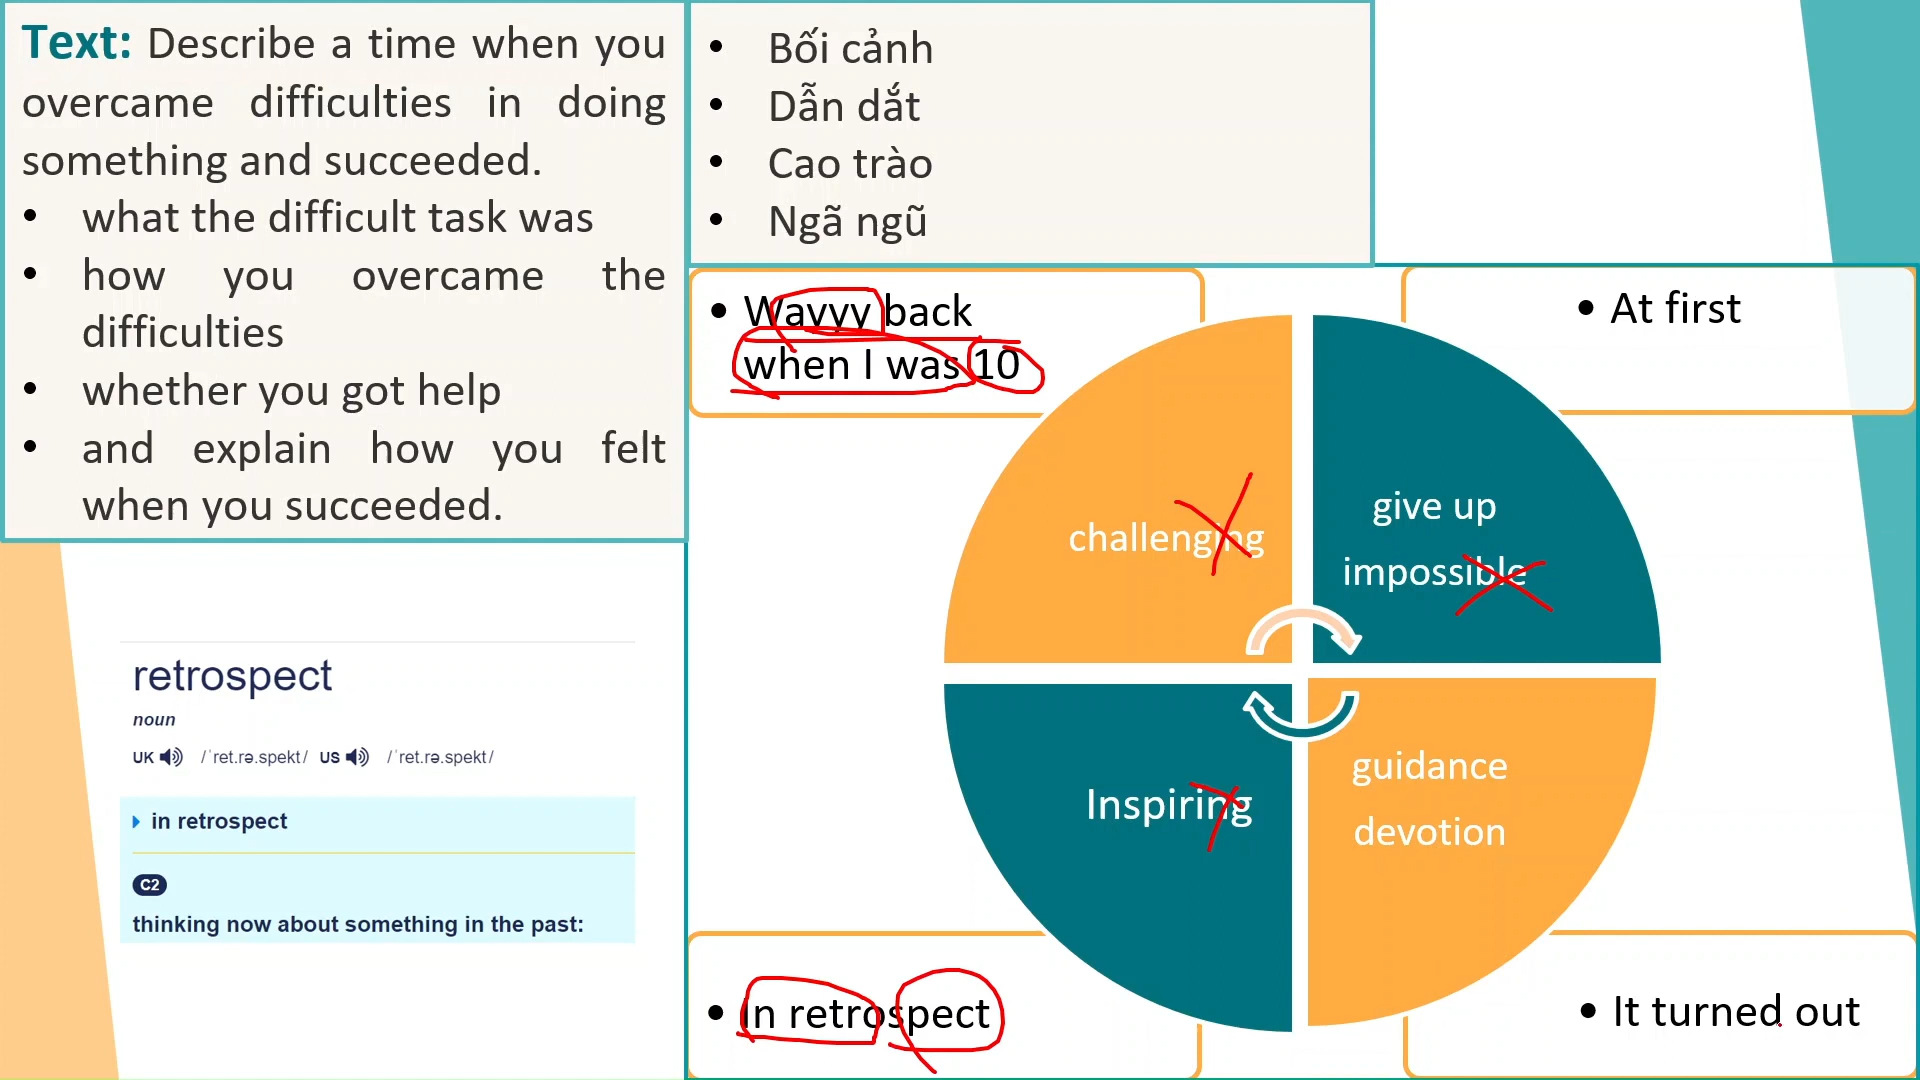 Text: Describe a time when you
overcame difficulties in doing
something and succeeded.
• what the difficult task was
• how you overcame the
difficulties
• whether you got help
• and explain how you felt
when you succeeded.
• Bối cảnh
• Dẫn dắt
• Cao trào
• Ngã ngũ
• Wavyy back
when I was 10
• At first
challenging
give up
impossible
Inspiring
guidance
devotion
• In retrospect
• It turned out
retrospect
noun
UK /ˈret.rə.spekt/ US /ˈret.rə.spekt/
in retrospect
C2
thinking now about something in the past: